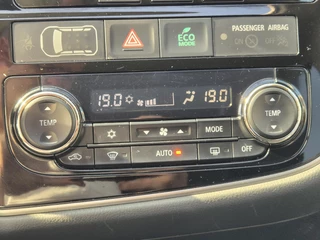 ECO
MODE
PASSENGER AIRBAG
19.0
19.0
TEMP
TEMP
MODE
AUTO
OFF